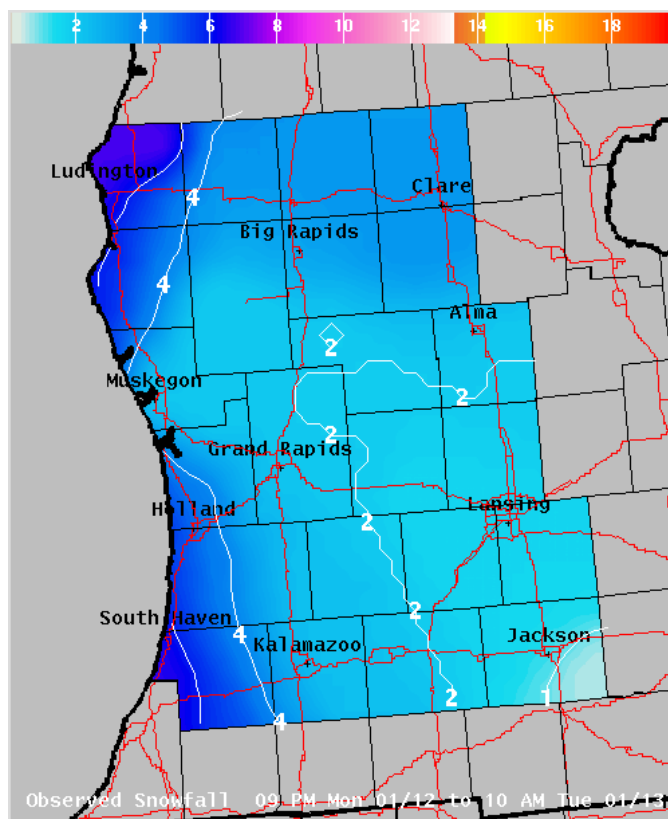 2 4 6 8 10 12 14 16 18
Ludington
4
Clare
Big Rapids
4
Alma
2
Muskegon
2
2
Grand Rapids
Holland
Lansing
2
2
South Haven
4
Kalamazoo
Jackson
2
1
4
Observed Snowfall 09 PM Mon 01/12 to 10 AM Tue 01/13